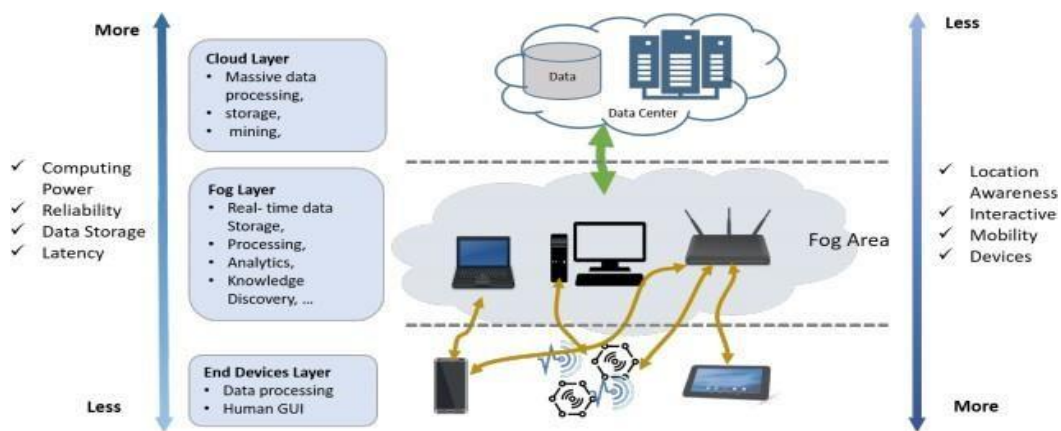 More
✓ Computing
Power
✓ Reliability
✓ Data Storage
✓ Latency
Less
Cloud Layer
• Massive data
processing,
• storage,
• mining,
Fog Layer
• Real- time data
Storage,
• Processing,
• Analytics,
• Knowledge
Discovery, ...
End Devices Layer
• Data processing
• Human GUI
Data
Data Center
Fog Area
Less
✓ Location
Awareness
✓ Interactive
✓ Mobility
✓ Devices
More